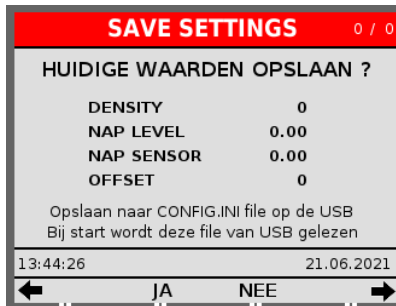 SAVE SETTINGS 0 / 0
HUIDIGE WAARDEN OPSLAAN ?
DENSITY 0
NAP LEVEL 0.00
NAP SENSOR 0.00
OFFSET 0
Opslaan naar CONFIG.INI file op de USB
Bij start wordt deze file van USB gelezen
13:44:26 21.06.2021
JA NEE